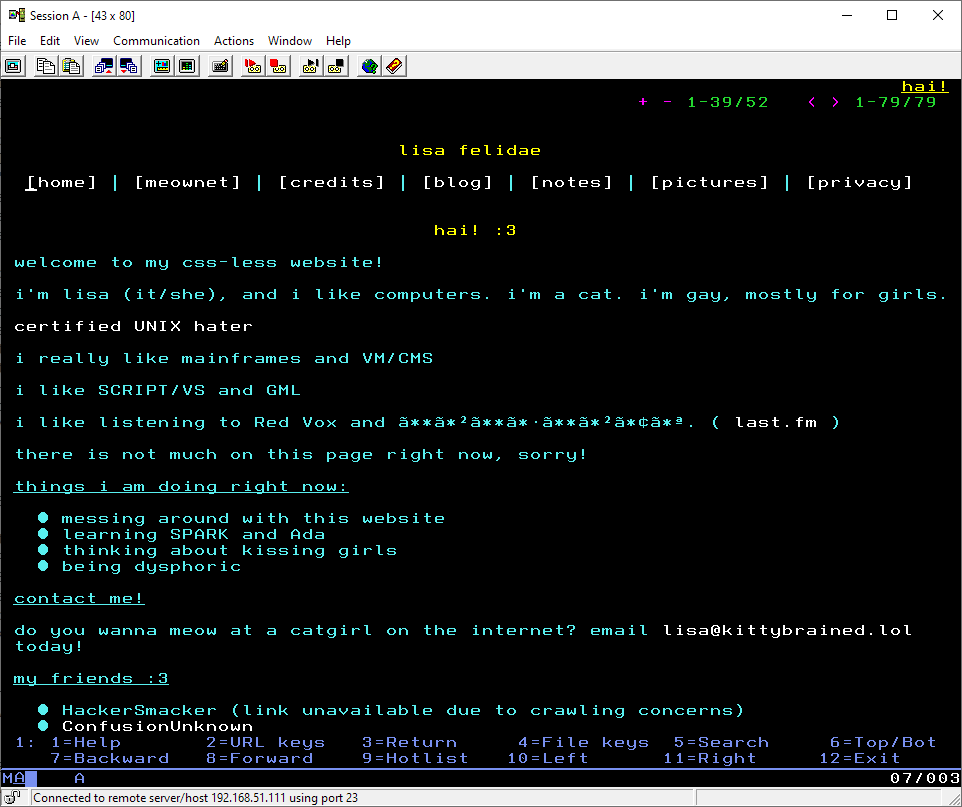 Session A - [43 x 80]
File Edit View Communication Actions Window Help
hai!
+ - 1-39/52 < > 1-79/79
lisa felidae
[home] | [meownet] | [credits] | [blog] | [notes] | [pictures] | [privacy]
hai! :3
welcome to my css-less website!
i'm lisa (it/she), and i like computers. i'm a cat. i'm gay, mostly for girls.
certified UNIX hater
i really like mainframes and VM/CMS
i like SCRIPT/VS and GML
i like listening to Red Vox and ã**ã*²ã**ã*·ã**ã*²ã*¢ã*ª. ( last.fm )
there is not much on this page right now, sorry!
things i am doing right now:
● messing around with this website
● learning SPARK and Ada
● thinking about kissing girls
● being dysphoric
contact me!
do you wanna meow at a catgirl on the internet? email lisa@kittybrained.lol
today!
my friends :3
● HackerSmacker (link unavailable due to crawling concerns)
● ConfusionUnknown
1: 1=Help 2=URL keys 3=Return 4=File keys 5=Search 6=Top/Bot
7=Backward 8=Forward 9=Hotlist 10=Left 11=Right 12=Exit
MA A 07/003
Connected to remote server/host 192.168.51.111 using port 23